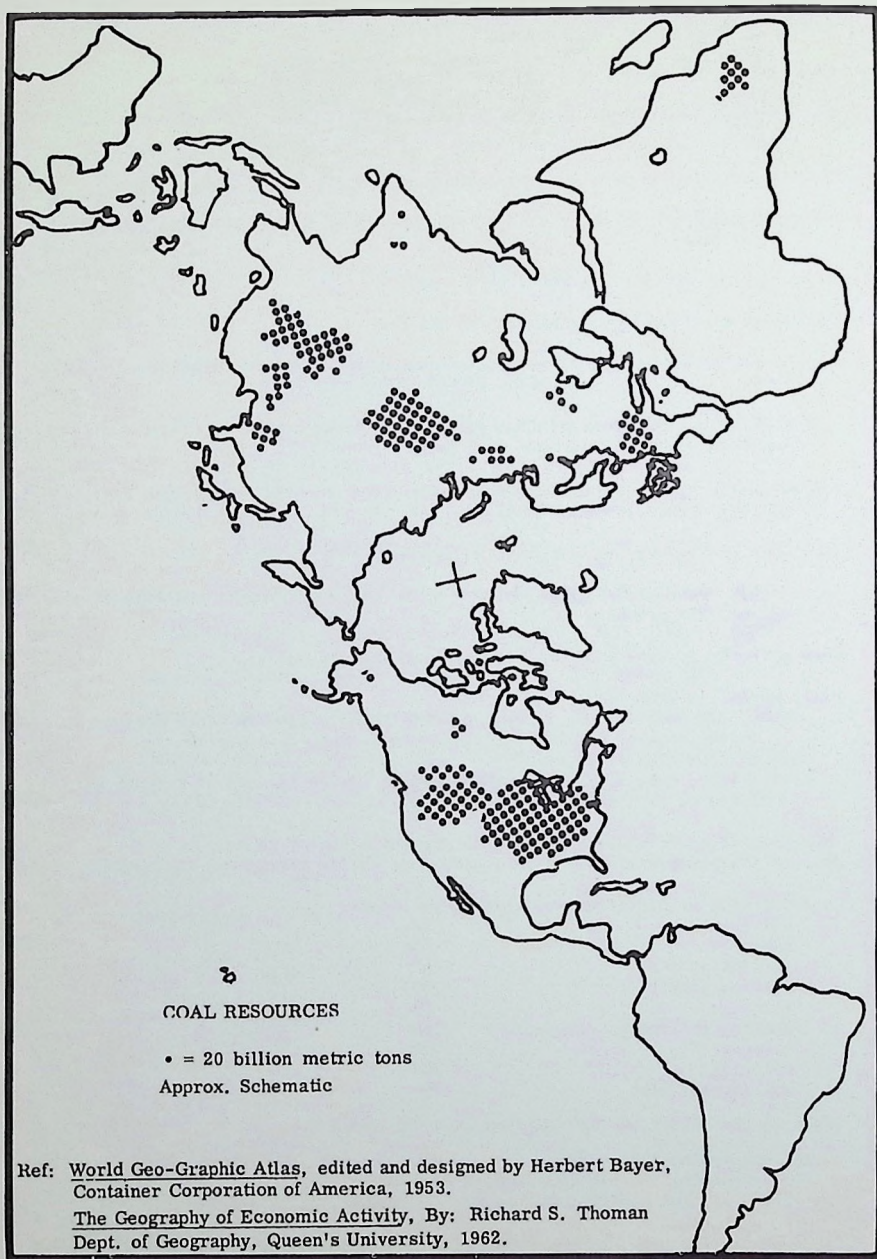 COAL RESOURCES
• = 20 billion metric tons
Approx. Schematic
Ref: World Geo-Graphic Atlas, edited and designed by Herbert Bayer,
Container Corporation of America, 1953.
The Geography of Economic Activity, By: Richard S. Thoman
Dept. of Geography, Queen's University, 1962.